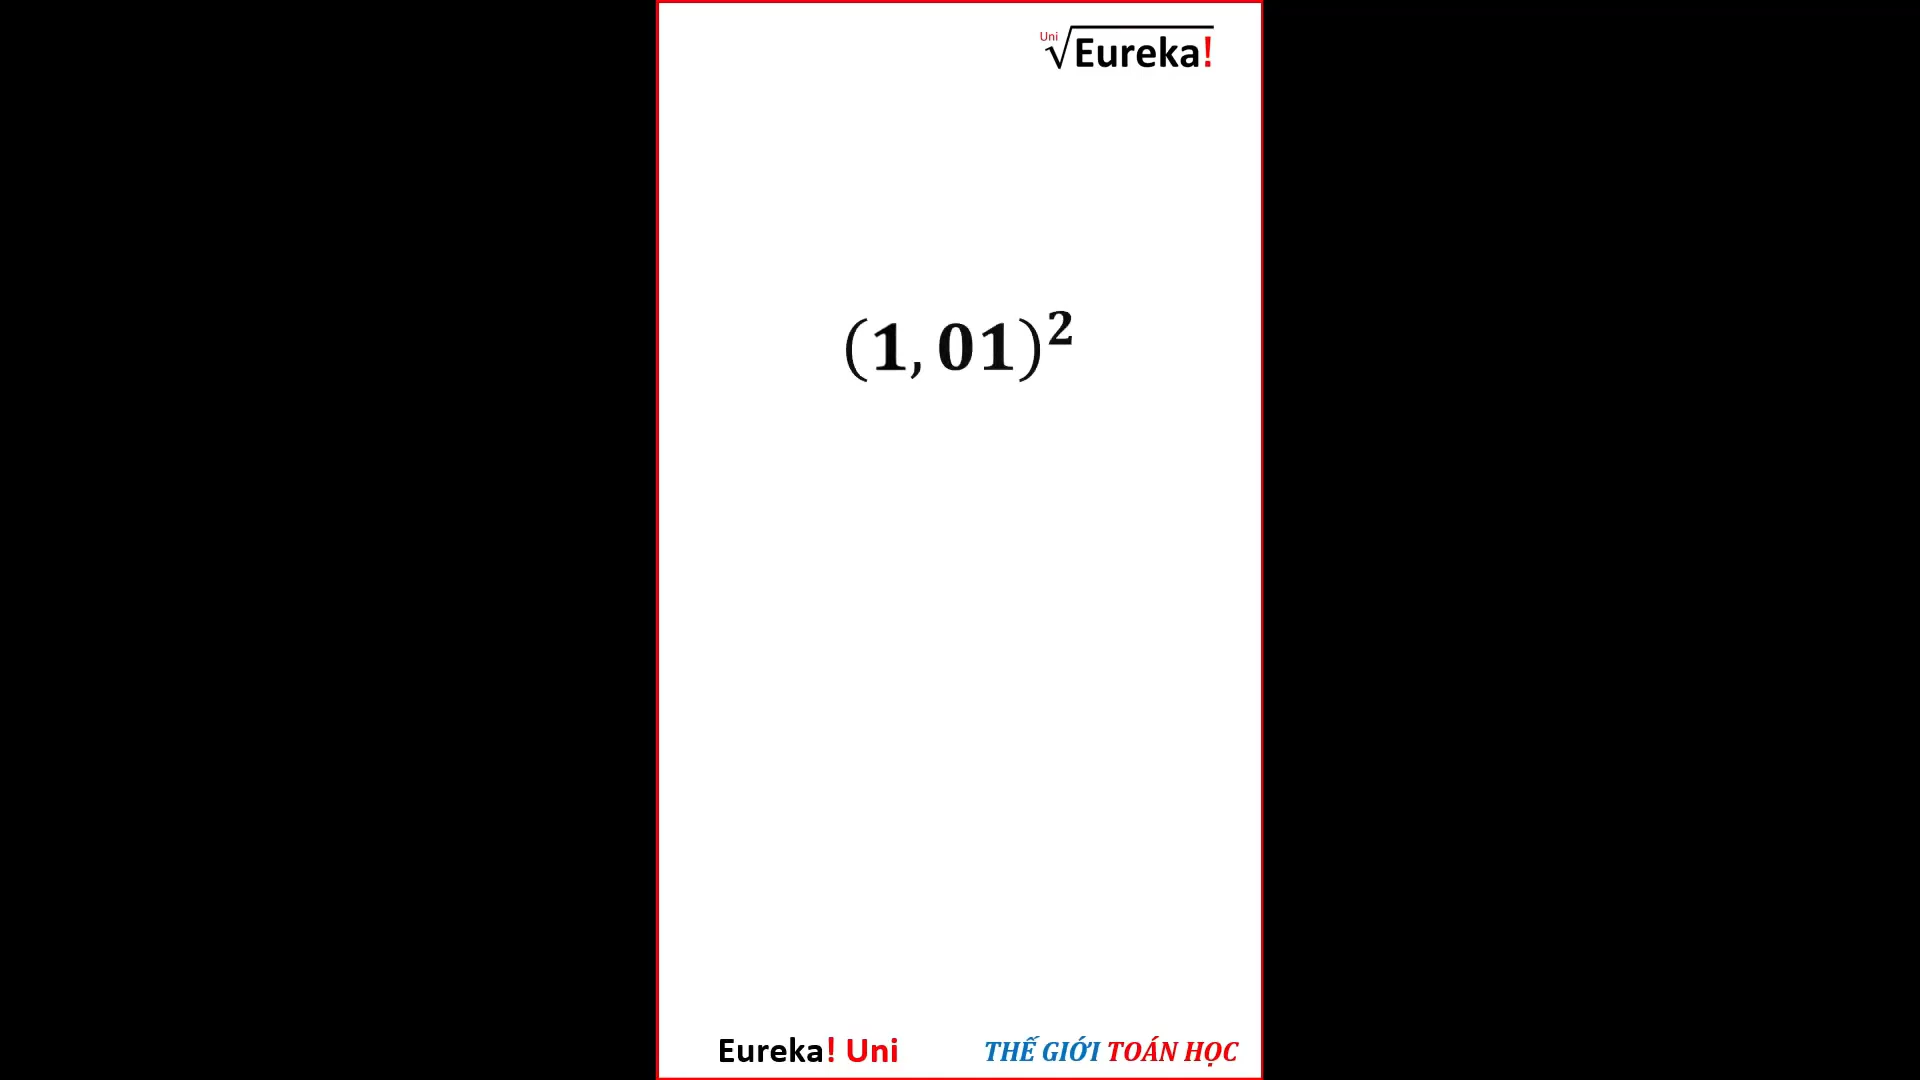 Uni √Eureka!
(1,01)²
Eureka! Uni
THẾ GIỚI TOÁN HỌC